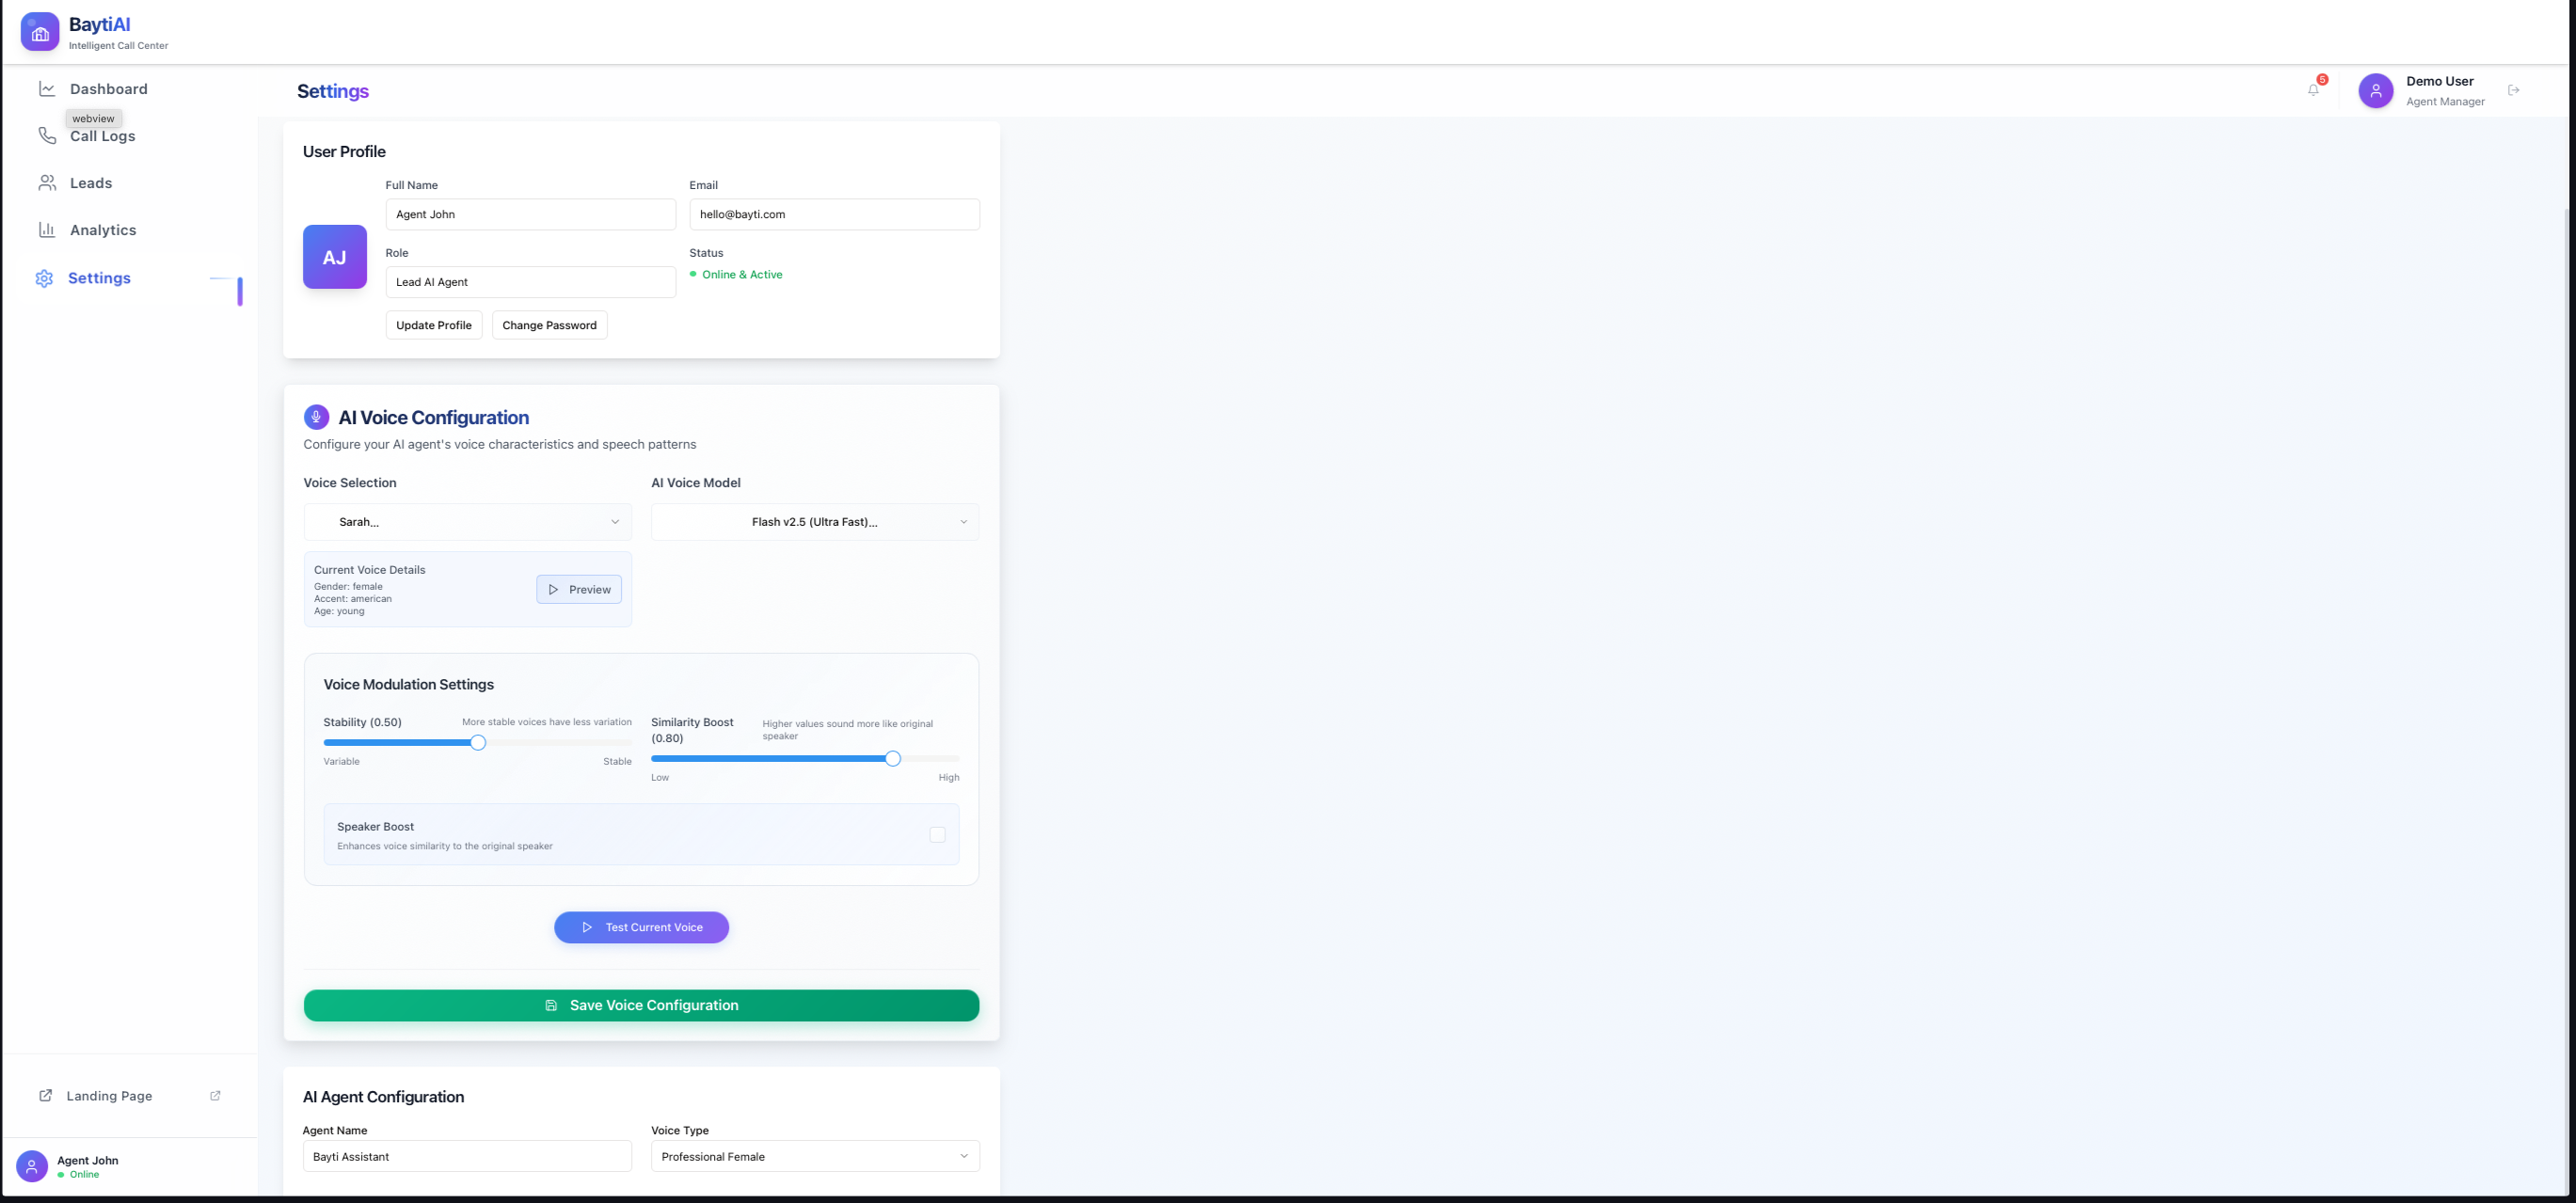 BaytiAI
Intelligent Call Center
Dashboard
webview
Call Logs
Leads
Analytics
Settings
Landing Page
Agent John
Online
Settings
5
Demo User
Agent Manager
User Profile
AJ
Full Name
Agent John
Email
hello@bayti.com
Role
Lead AI Agent
Status
Online & Active
Update Profile
Change Password
AI Voice Configuration
Configure your AI agent's voice characteristics and speech patterns
Voice Selection
Sarah...
AI Voice Model
Flash v2.5 (Ultra Fast)...
Current Voice Details
Gender: female
Accent: american
Age: young
Preview
Voice Modulation Settings
Stability (0.50)
More stable voices have less variation
Variable
Stable
Similarity Boost
(0.80)
Higher values sound more like original
speaker
Low
High
Speaker Boost
Enhances voice similarity to the original speaker
Test Current Voice
Save Voice Configuration
AI Agent Configuration
Agent Name
Bayti Assistant
Voice Type
Professional Female